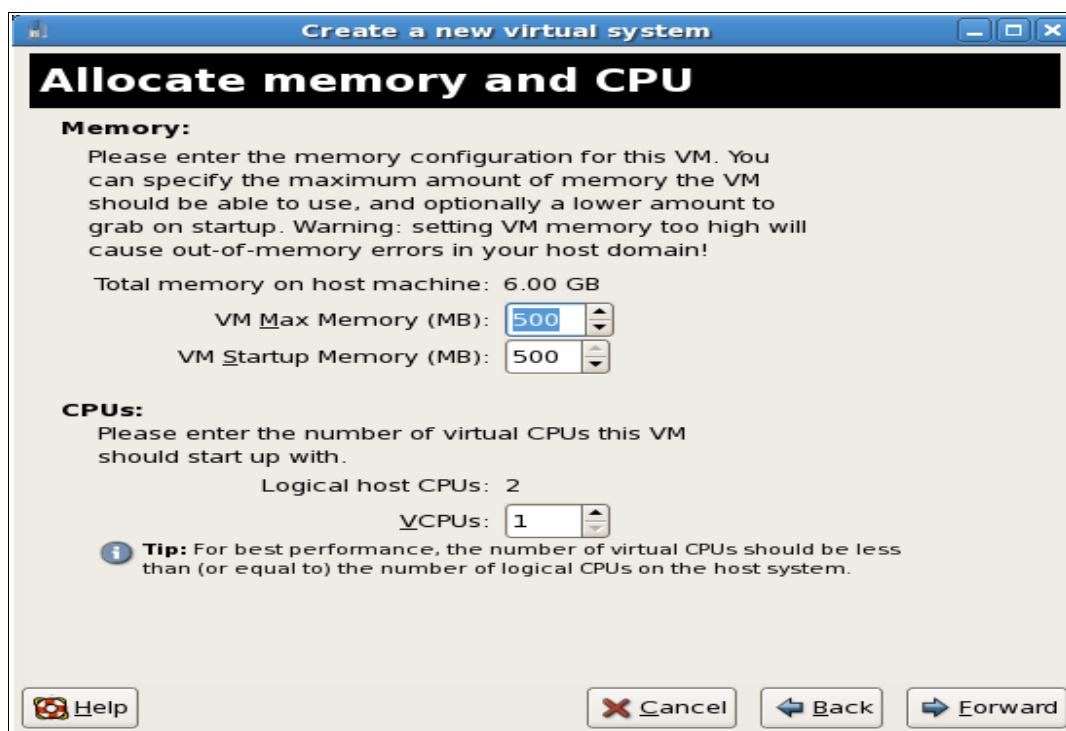 Create a new virtual system
Allocate memory and CPU
Memory:
Please enter the memory configuration for this VM. You
can specify the maximum amount of memory the VM
should be able to use, and optionally a lower amount to
grab on startup. Warning: setting VM memory too high will
cause out-of-memory errors in your host domain!
Total memory on host machine: 6.00 GB
VM Max Memory (MB): 500
VM Startup Memory (MB): 500
CPUs:
Please enter the number of virtual CPUs this VM
should start up with.
Logical host CPUs: 2
VCPUs: 1
Tip: For best performance, the number of virtual CPUs should be less
than (or equal to) the number of logical CPUs on the host system.
Help Cancel Back Forward